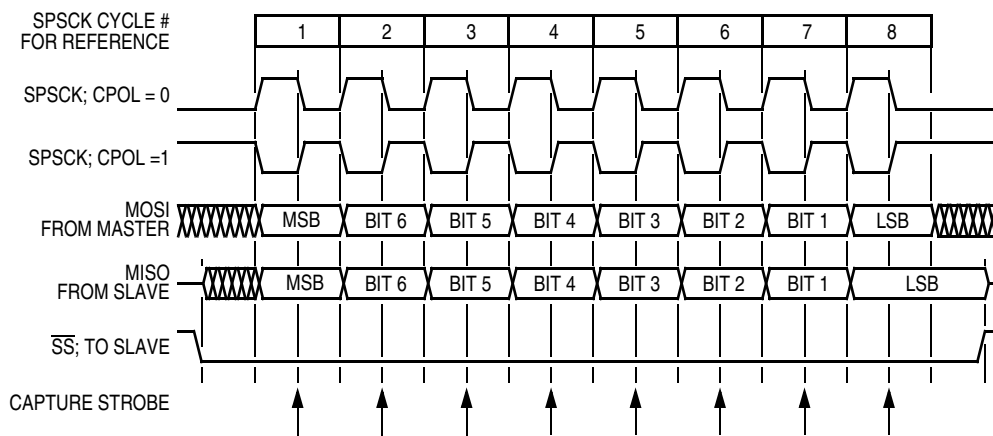 SPSCK CYCLE #
FOR REFERENCE
1 2 3 4 5 6 7 8
SPSCK; CPOL = 0
SPSCK; CPOL =1
MOSI
FROM MASTER
MSB BIT 6 BIT 5 BIT 4 BIT 3 BIT 2 BIT 1 LSB
MISO
FROM SLAVE
MSB BIT 6 BIT 5 BIT 4 BIT 3 BIT 2 BIT 1 LSB
SS; TO SLAVE
CAPTURE STROBE